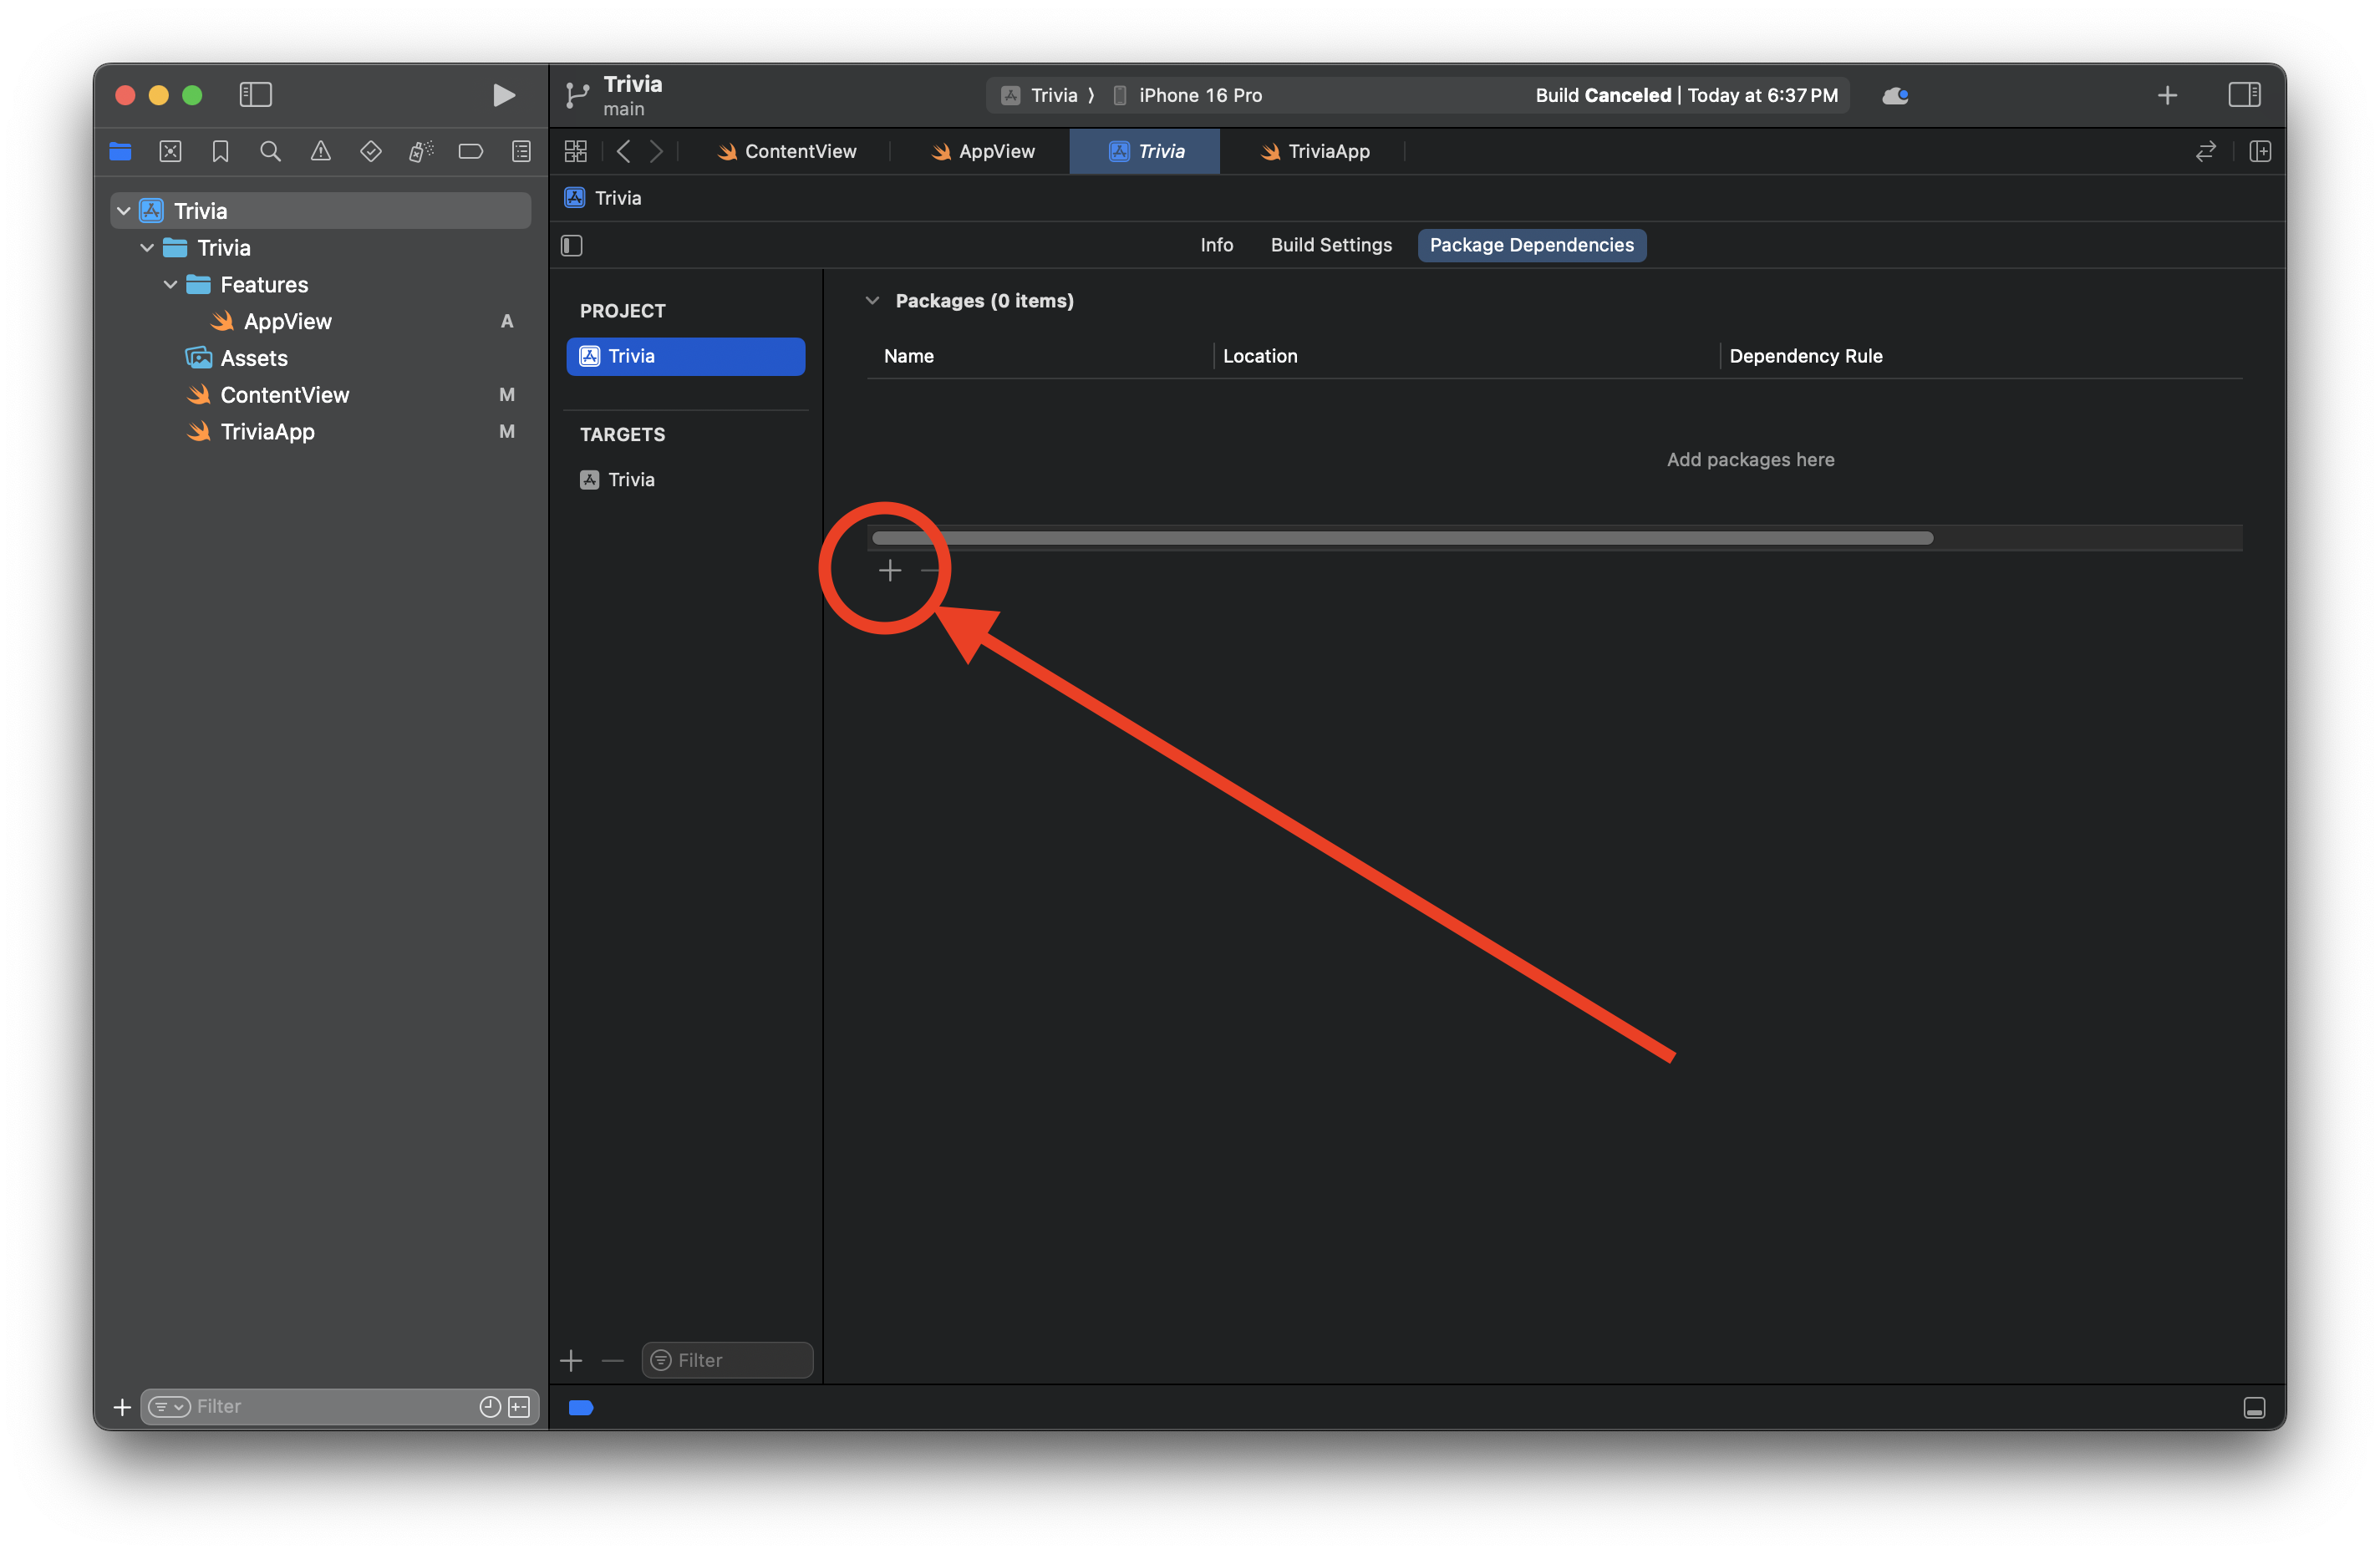 Trivia
main
Trivia
iPhone 16 Pro
Build Canceled | Today at 6:37 PM
ContentView
AppView
Trivia
TriviaApp
Trivia
Trivia
Features
AppView A
Assets
ContentView M
TriviaApp M
Filter
Trivia
Info
Build Settings
Package Dependencies
PROJECT
Trivia
TARGETS
Trivia
Filter
Packages (0 items)
Name
Location
Dependency Rule
Add packages here